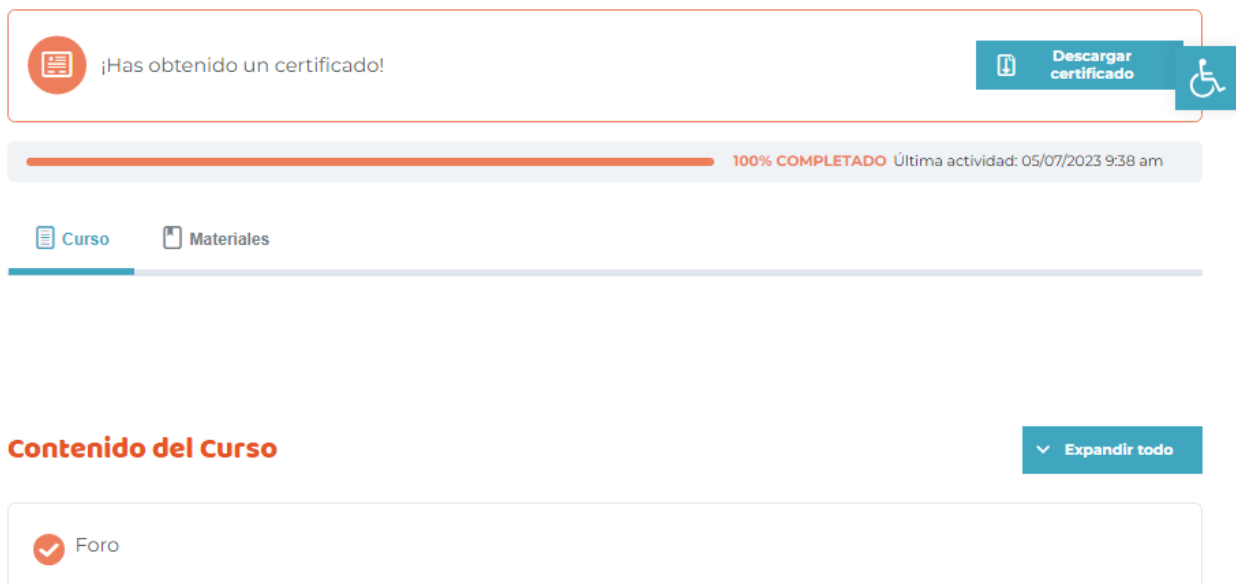 ¡Has obtenido un certificado!
Descargar
certificado
100% COMPLETADO Última actividad: 05/07/2023 9:38 am
Curso
Materiales
Contenido del Curso
Expandir todo
Foro